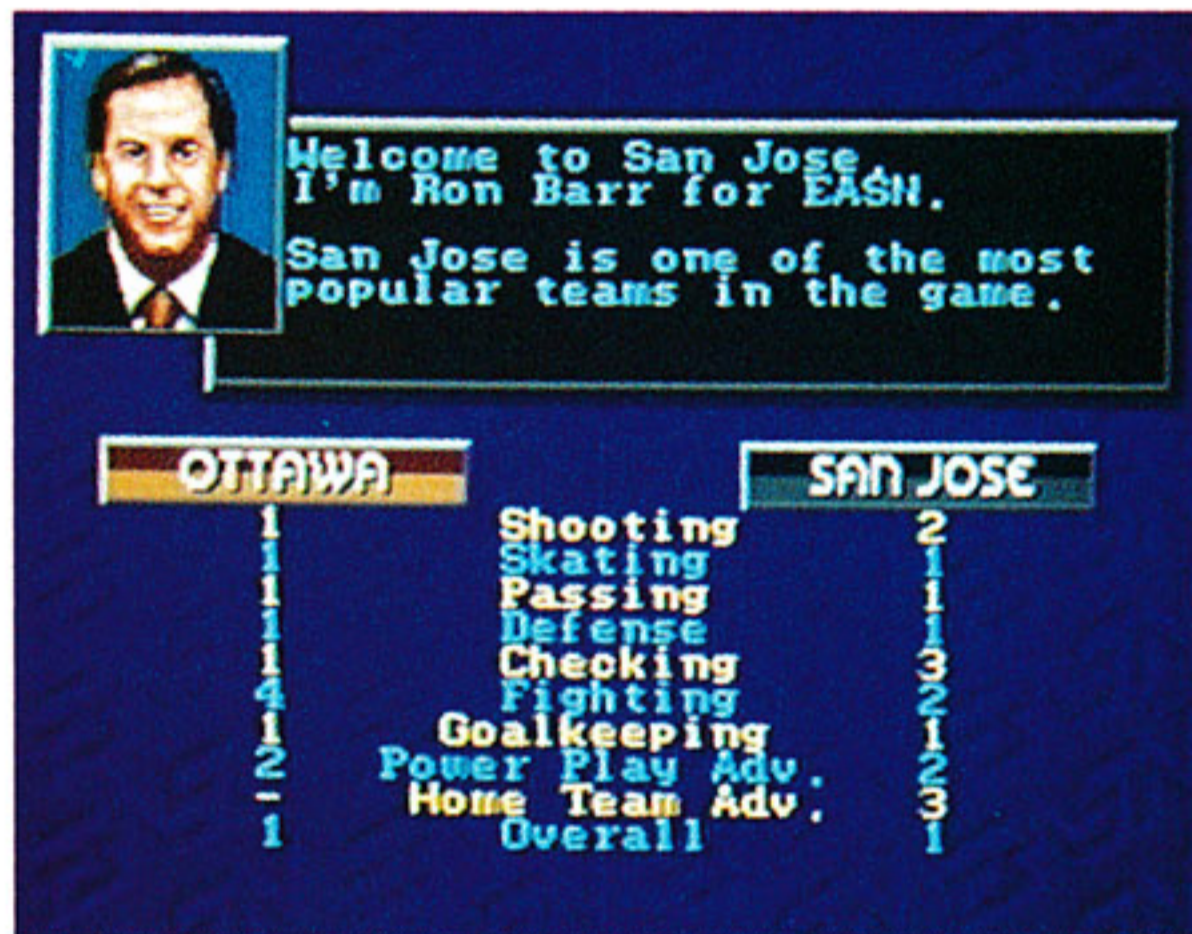 Welcome to San Jose.
I'm Ron Barr for EASN.
San Jose is one of the most
popular teams in the game.
OTTAWA SAN JOSE
1 Shooting 2
1 Skating 1
1 Passing 1
1 Defense 1
1 Checking 3
4 Fighting 2
1 Goalkeeping 1
2 Power Play Adv. 2
- Home Team Adv. 3
1 Overall 1